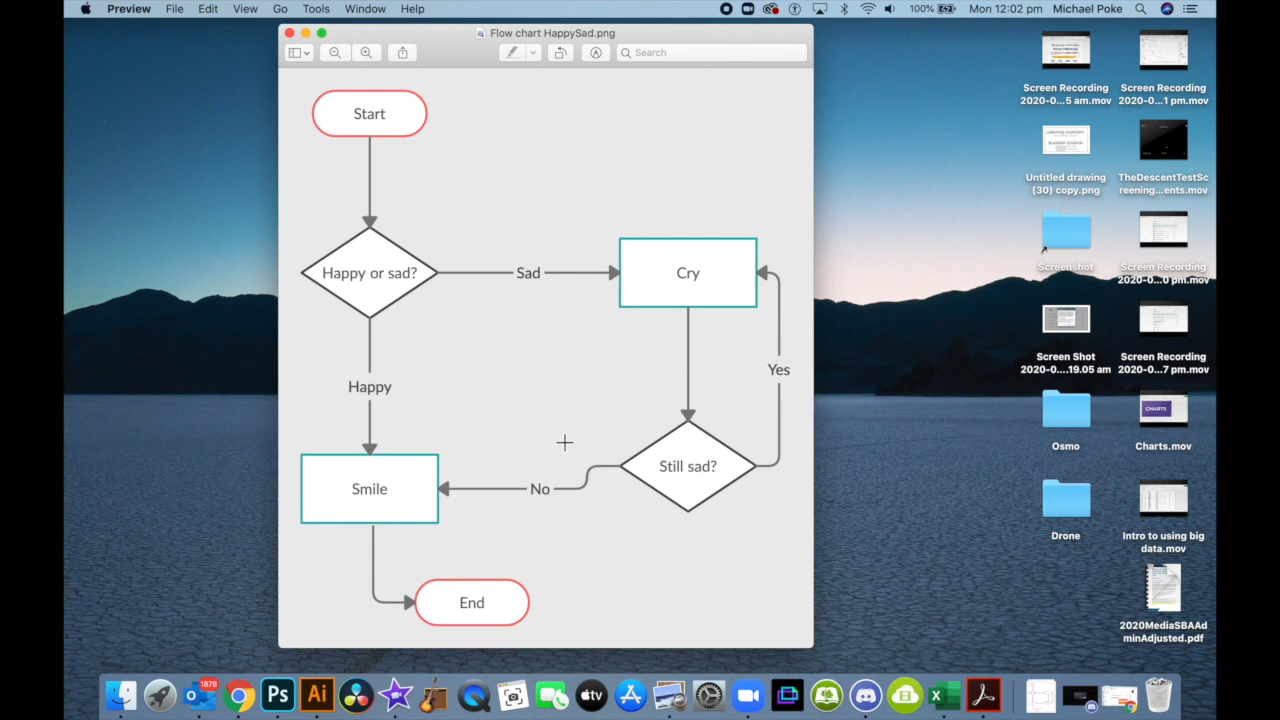 Preview File Edit View Go Tools Window Help 100% Mon 12:02 pm Michael Poke
Flow chart HappySad.png
Search
Start
Happy or sad?
Sad
Cry
Happy
Yes
Still sad?
Smile
No
End
Screen Recording
2020-0...5 am.mov
Screen Recording
2020-0...1 pm.mov
Untitled drawing
(30) copy.png
TheDescentTestSc
reening...ents.mov
Screenshot
Screen Recording
2020-0...0 pm.mov
Screen Shot
2020-0....19.05 am
Screen Recording
2020-0...7 pm.mov
Osmo
CHARTS
Charts.mov
Drone
Intro to using big
data.mov
2020MediaSBAAd
minAdjusted.pdf
1878
Ps
Ai
tv